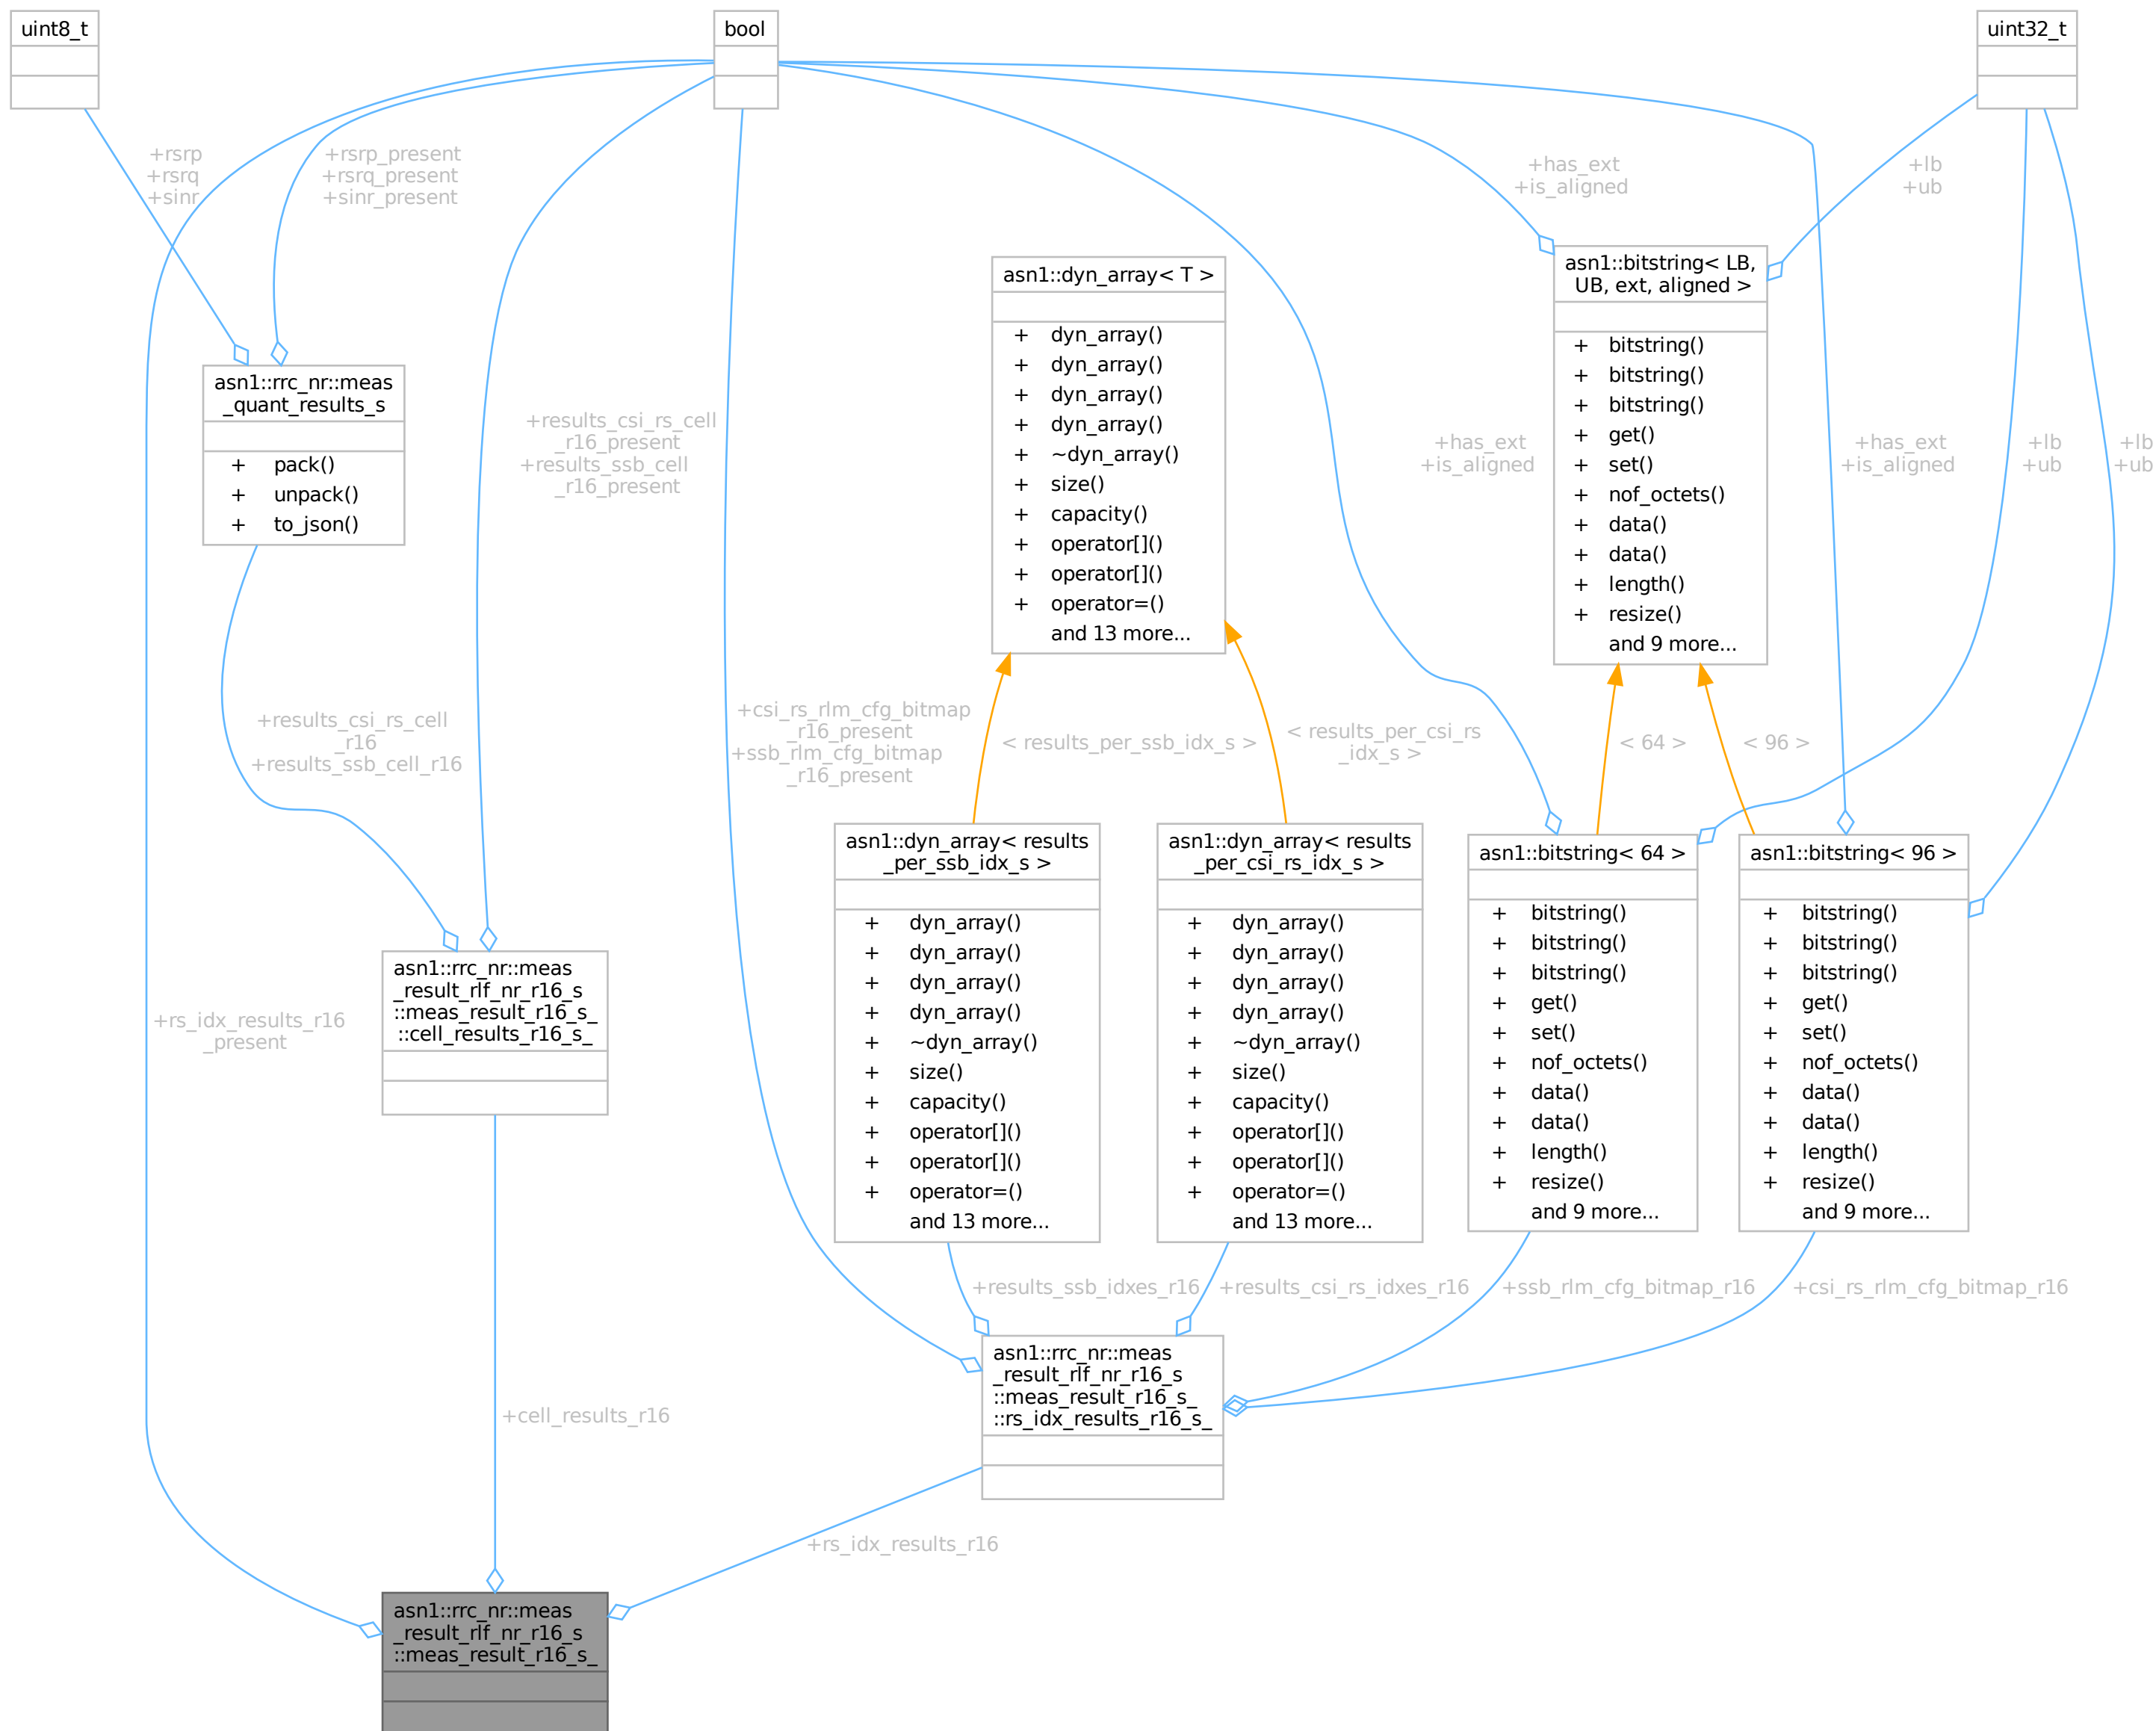 uint8_t
bool
uint32_t
+rsrp
+rsrq
+sinr
+rsrp_present
+rsrq_present
+sinr_present
+has_ext
+is_aligned
+lb
+ub
asn1::dyn_array< T >
+ dyn_array()
+ dyn_array()
+ dyn_array()
+ dyn_array()
+ ~dyn_array()
+ size()
+ capacity()
+ operator[]()
+ operator[]()
+ operator=()
and 13 more...
asn1::bitstring< LB,
UB, ext, aligned >
+ bitstring()
+ bitstring()
+ bitstring()
+ get()
+ set()
+ nof_octets()
+ data()
+ data()
+ length()
+ resize()
and 9 more...
asn1::rrc_nr::meas
_quant_results_s
+ pack()
+ unpack()
+ to_json()
+results_csi_rs_cell
_r16_present
+results_ssb_cell
_r16_present
+has_ext
+is_aligned
+has_ext
+is_aligned
+lb
+ub
+lb
+ub
+results_csi_rs_cell
_r16
+results_ssb_cell_r16
+csi_rs_rlm_cfg_bitmap
_r16_present
+ssb_rlm_cfg_bitmap
_r16_present
< results_per_ssb_idx_s >
< results_per_csi_rs
_idx_s >
< 64 >
< 96 >
asn1::dyn_array< results
_per_ssb_idx_s >
+ dyn_array()
+ dyn_array()
+ dyn_array()
+ dyn_array()
+ ~dyn_array()
+ size()
+ capacity()
+ operator[]()
+ operator[]()
+ operator=()
and 13 more...
asn1::dyn_array< results
_per_csi_rs_idx_s >
+ dyn_array()
+ dyn_array()
+ dyn_array()
+ dyn_array()
+ ~dyn_array()
+ size()
+ capacity()
+ operator[]()
+ operator[]()
+ operator=()
and 13 more...
asn1::bitstring< 64 >
+ bitstring()
+ bitstring()
+ bitstring()
+ get()
+ set()
+ nof_octets()
+ data()
+ data()
+ length()
+ resize()
and 9 more...
asn1::bitstring< 96 >
+ bitstring()
+ bitstring()
+ bitstring()
+ get()
+ set()
+ nof_octets()
+ data()
+ data()
+ length()
+ resize()
and 9 more...
asn1::rrc_nr::meas
_result_rlf_nr_r16_s
::meas_result_r16_s_
::cell_results_r16_s_
+rs_idx_results_r16
_present
+results_ssb_idxes_r16
+results_csi_rs_idxes_r16
+ssb_rlm_cfg_bitmap_r16
+csi_rs_rlm_cfg_bitmap_r16
asn1::rrc_nr::meas
_result_rlf_nr_r16_s
::meas_result_r16_s_
::rs_idx_results_r16_s_
+cell_results_r16
+rs_idx_results_r16
asn1::rrc_nr::meas
_result_rlf_nr_r16_s
::meas_result_r16_s_